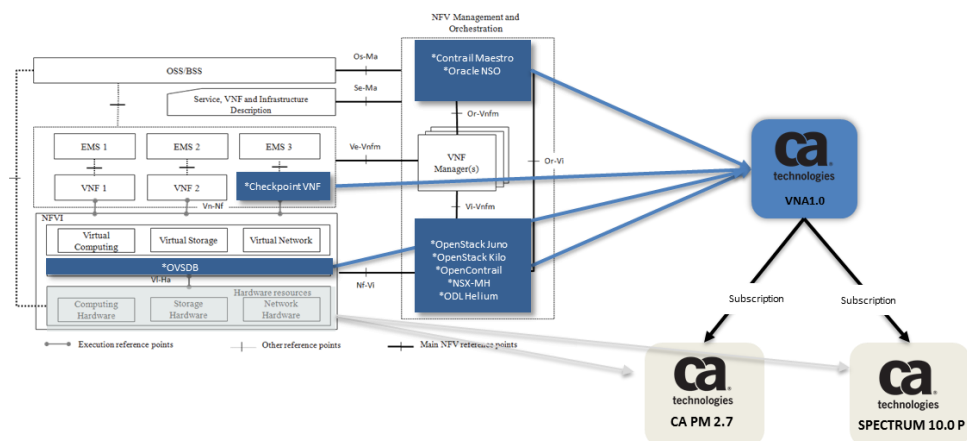 NFV Management and
Orchestration
Os-Ma
*Contrail Maestro
*Oracle NSO
OSS/BSS
Se-Ma
Service, VNF and Infrastructure
Description
Or-Vnfm
EMS 1
EMS 2
EMS 3
Ve-Vnfm
VNF
Manager(s)
Or-Vi
VNF 1
VNF 2
*Checkpoint VNF
Vn-Nf
Vi-Vnfm
NFVI
Virtual
Computing
Virtual Storage
Virtual Network
*OVSDB
*OpenStack Juno
*OpenStack Kilo
*OpenContrail
*NSX-MH
*ODL Helium
Vl-Ha
Nf-Vi
Hardware resources
Computing
Hardware
Storage
Hardware
Network
Hardware
Execution reference points
Other reference points
Main NFV reference points
ca
technologies
VNA1.0
Subscription
Subscription
ca
technologies
CA PM 2.7
ca
technologies
SPECTRUM 10.0 P